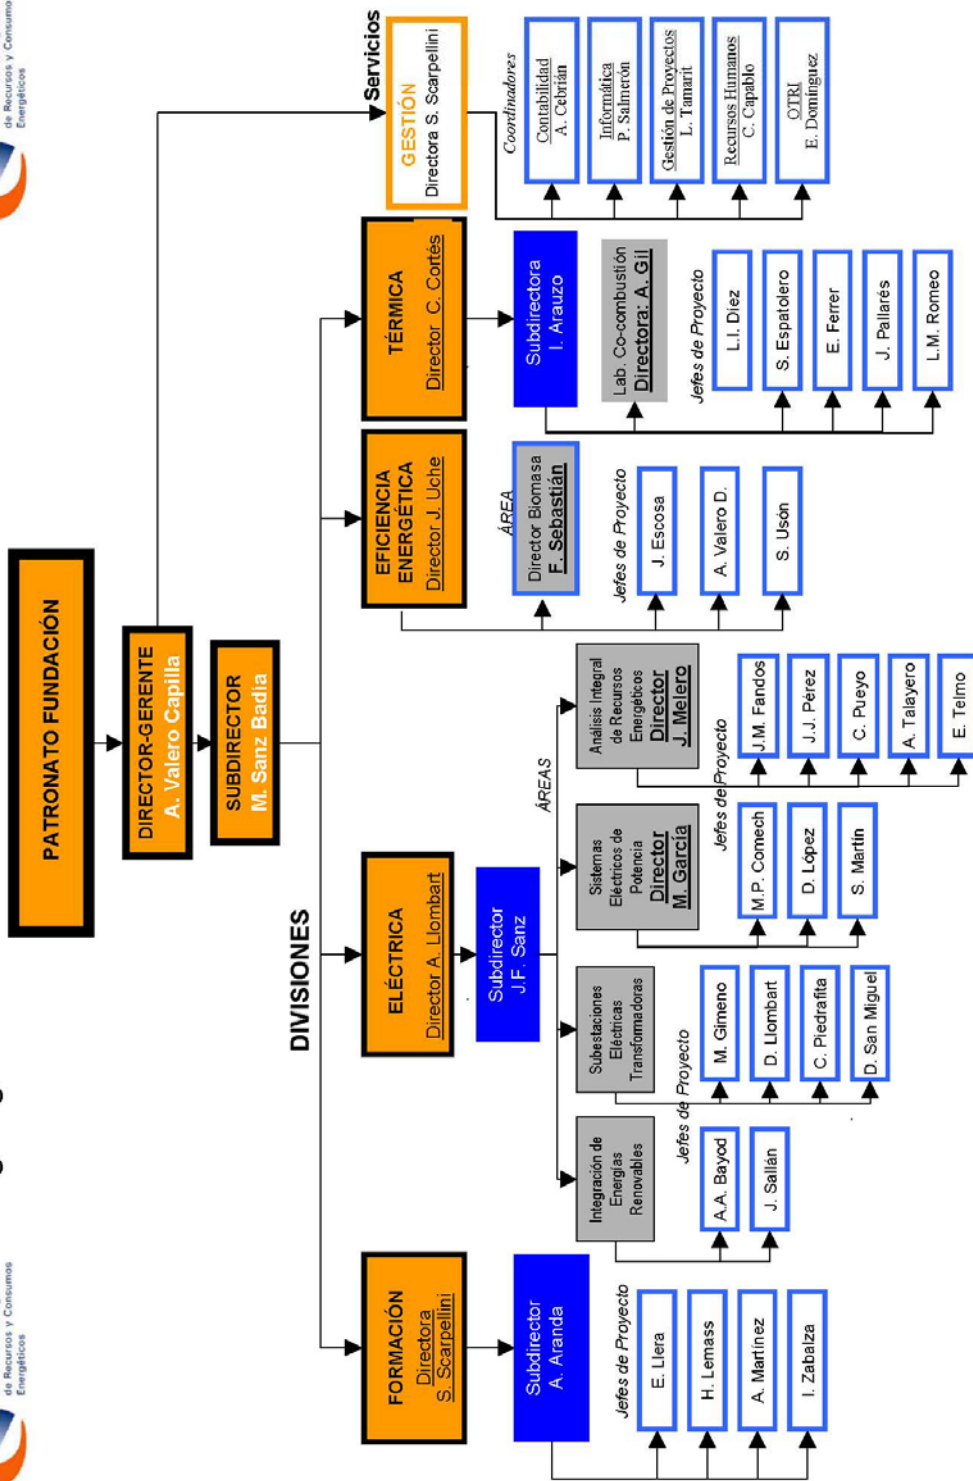 de Recursos y Consumos
Energéticos
de Recursos y Consumo
Energéticos
PATRONATO FUNDACIÓN
DIRECTOR-GERENTE
A. Valero Capilla
SUBDIRECTOR
M. Sanz Badia
DIVISIONES
FORMACIÓN
Directora
S. Scarpellini
Subdirector
A. Aranda
Jefes de Proyecto
E. Llera
H. Lemass
A. Martínez
I. Zabalza
ELÉCTRICA
Director A. Llombart
Subdirector
J.F. Sanz
ÁREAS
Integración de
Energías
Renovables
Jefes de Proyecto
A.A. Bayod
J. Sallán
Subestaciones
Eléctricas
Transformadoras
M. Gimeno
D. Llombart
C. Piedrafita
D. San Miguel
Sistemas
Eléctricos de
Potencia
Director
M. García
Jefes de Proyecto
M.P. Comech
D. López
S. Martín
Análisis Integral
de Recursos
Energéticos
Director
J. Melero
J.M. Fandos
J.J. Pérez
C. Pueyo
A. Talayero
E. Telmo
EFICIENCIA
ENERGÉTICA
Director J. Uche
ÁREA
Director Biomasa
F. Sebastián
Jefes de Proyecto
J. Escosa
A. Valero D.
S. Usón
TÉRMICA
Director C. Cortés
Subdirectora
I. Arauzo
Lab. Co-combustión
Directora: A. Gil
Jefes de Proyecto
L.I. Díez
S. Espatolero
E. Ferrer
J. Pallarés
L.M. Romeo
Servicios
GESTIÓN
Directora S. Scarpellini
Coordinadores
Contabilidad
A. Cebrián
Informática
P. Salmerón
Gestión de Proyectos
L. Tamarit
Recursos Humanos
C. Capablo
OTRI
E. Domínguez